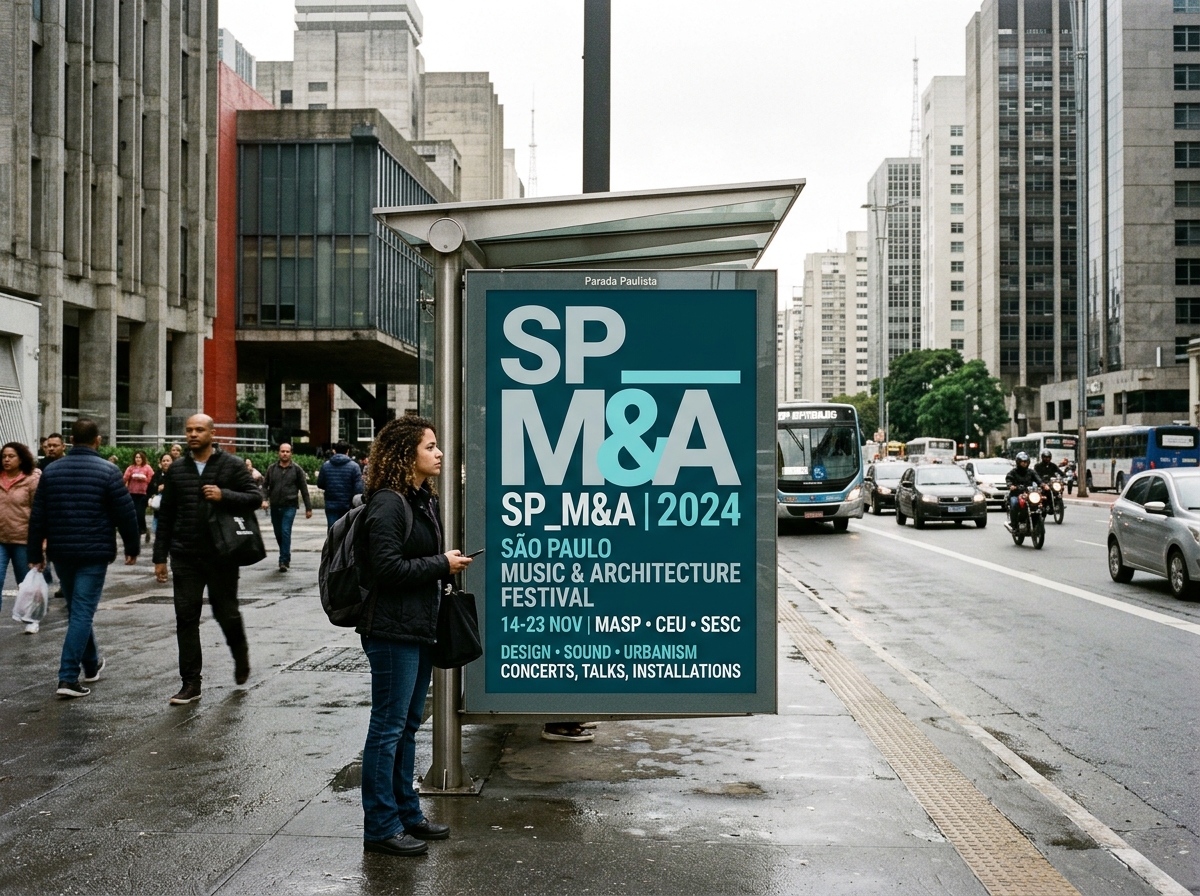 Parada Paulista
SP_
M&A
SP_M&A | 2024
SÃO PAULO
MUSIC & ARCHITECTURE
FESTIVAL
14-23 NOV | MASP • CEU • SESC
DESIGN • SOUND • URBANISM
CONCERTS, TALKS, INSTALLATIONS